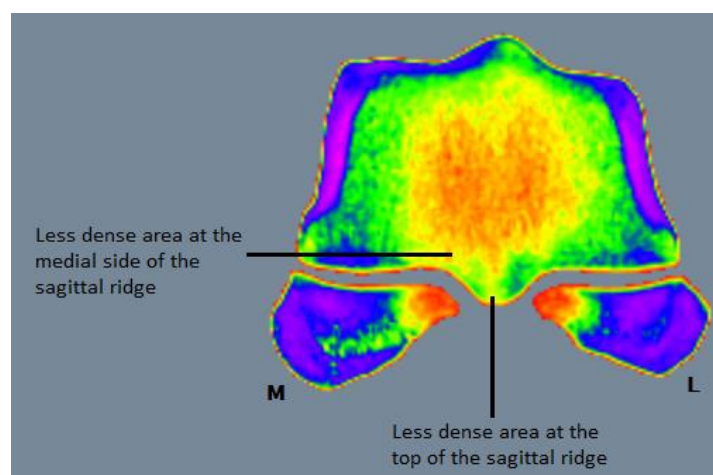 Less dense area at the
medial side of the
sagittal ridge
M
L
Less dense area at the
top of the sagittal ridge